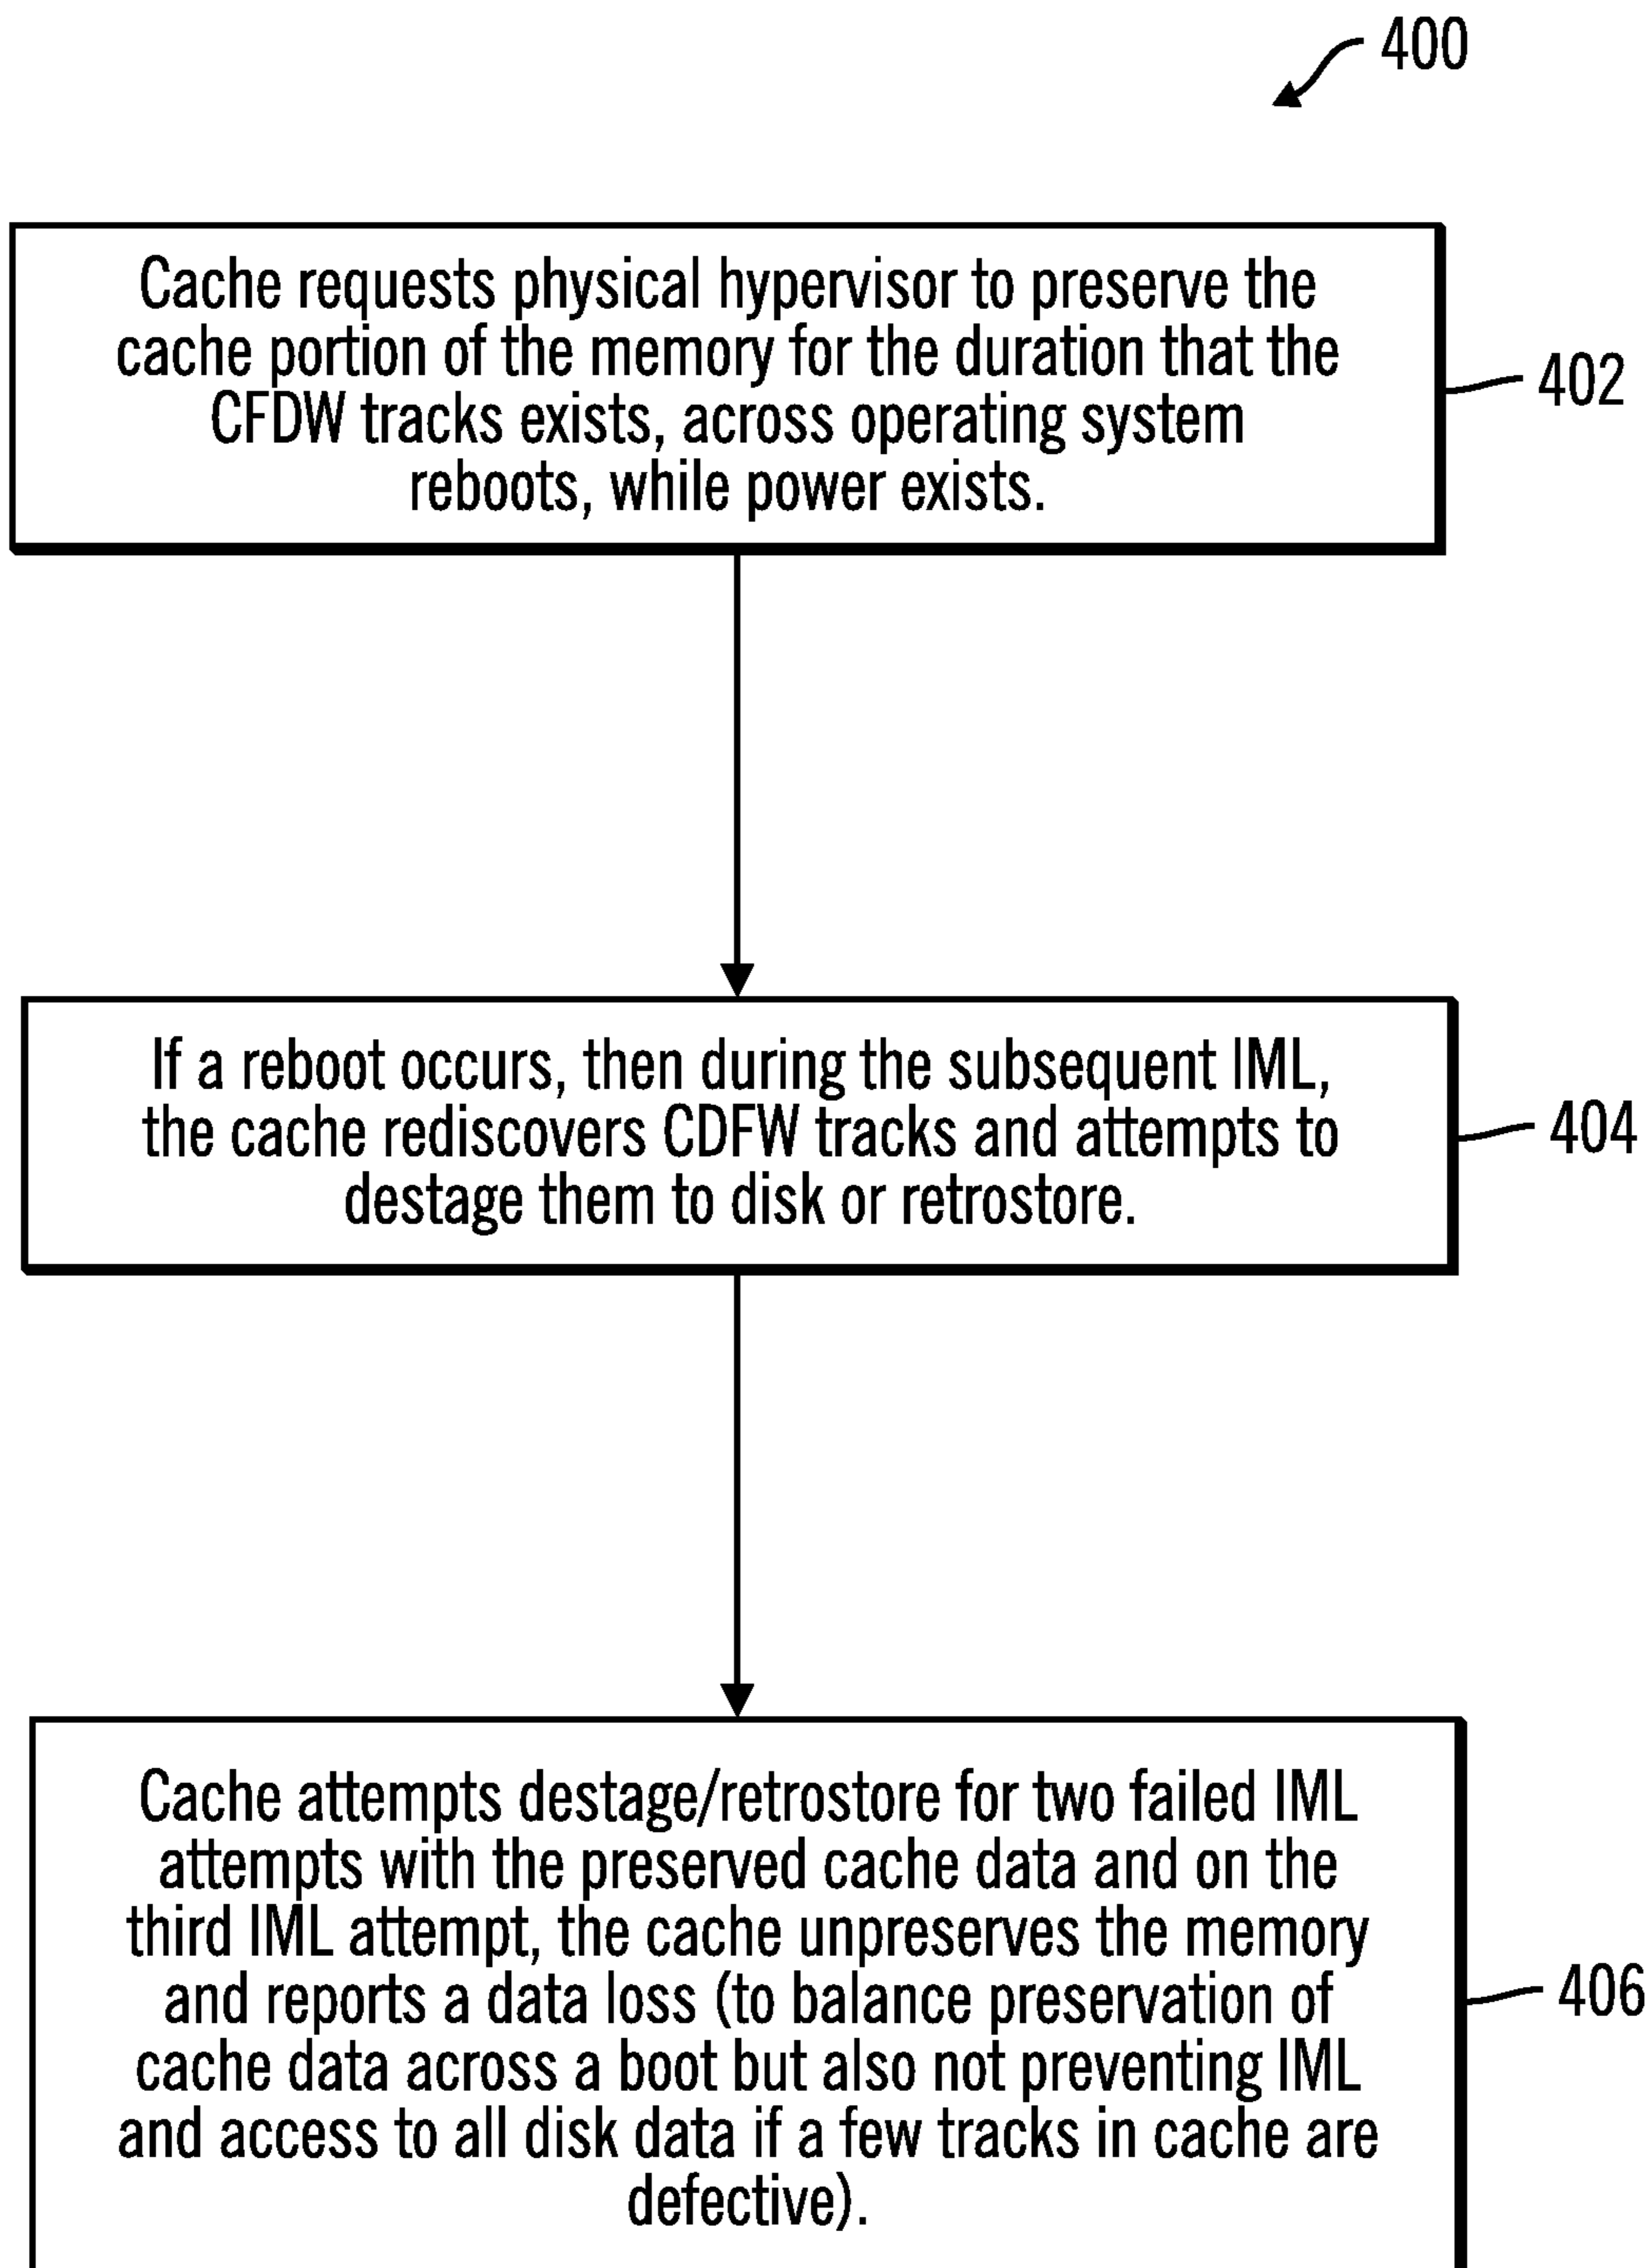 400
Cache requests physical hypervisor to preserve the
cache portion of the memory for the duration that the
CFDW tracks exists, across operating system
reboots, while power exists.
402
If a reboot occurs, then during the subsequent IML,
the cache rediscovers CDFW tracks and attempts to
destage them to disk or retrostore.
404
Cache attempts destage/retrostore for two failed IML
attempts with the preserved cache data and on the
third IML attempt, the cache unpreserves the memory
and reports a data loss (to balance preservation of
cache data across a boot but also not preventing IML
and access to all disk data if a few tracks in cache are
defective).
406